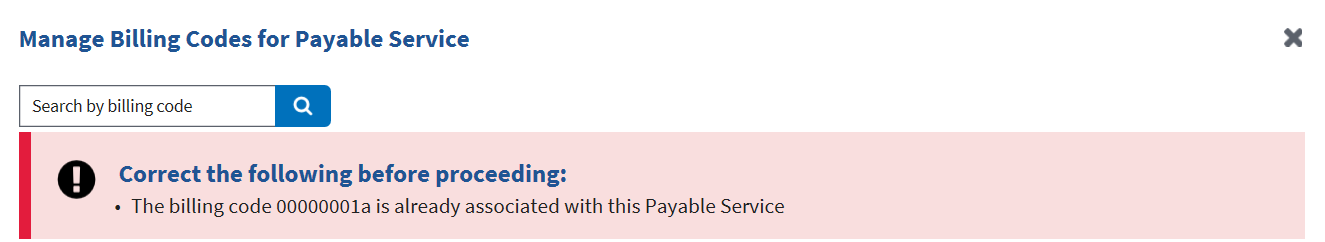 Manage Billing Codes for Payable Service
Search by billing code
Correct the following before proceeding:
• The billing code 00000001a is already associated with this Payable Service